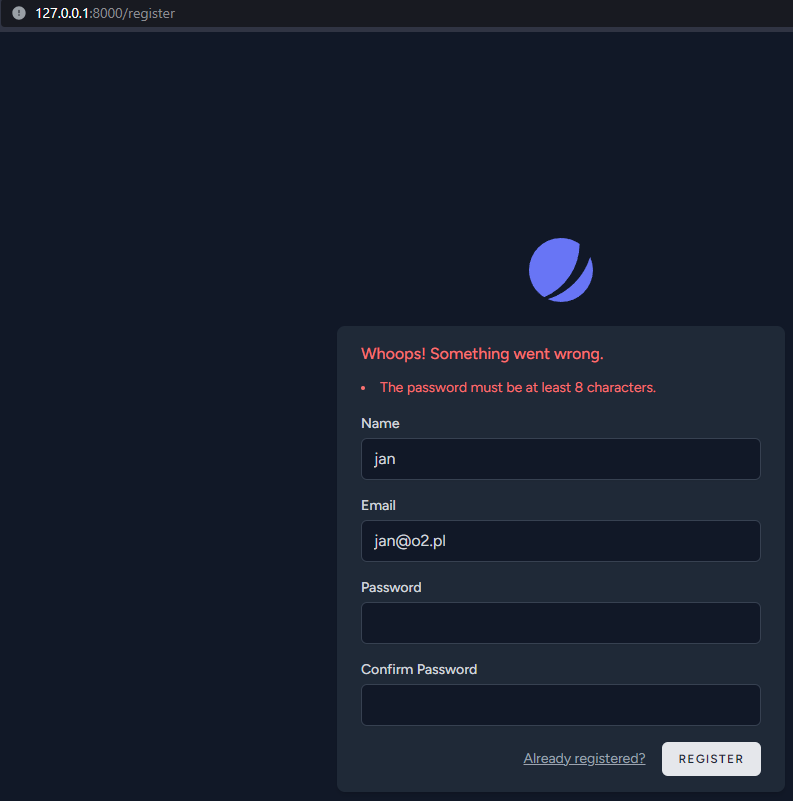 127.0.0.1:8000/register
Whoops! Something went wrong.
• The password must be at least 8 characters.
Name
jan
Email
jan@o2.pl
Password
Confirm Password
Already registered? REGISTER